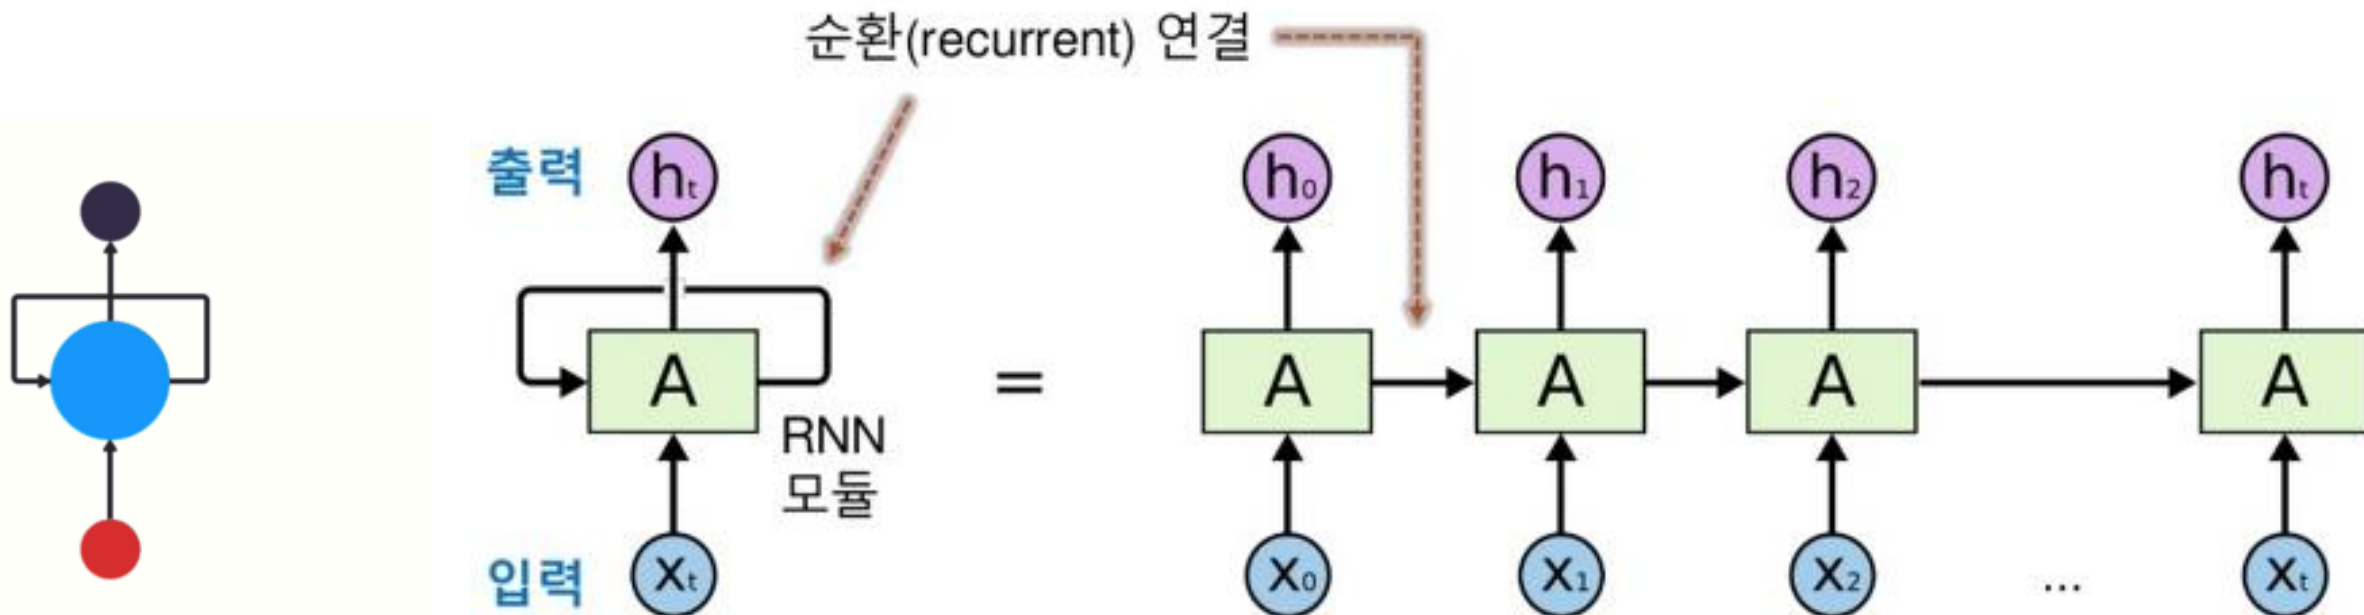 순환(recurrent) 연결
출력
hₜ
h₀
h₁
h₂
hₜ
A
=
A
A
A
A
RNN
모듈
입력
xₜ
x₀
x₁
x₂
...
xₜ